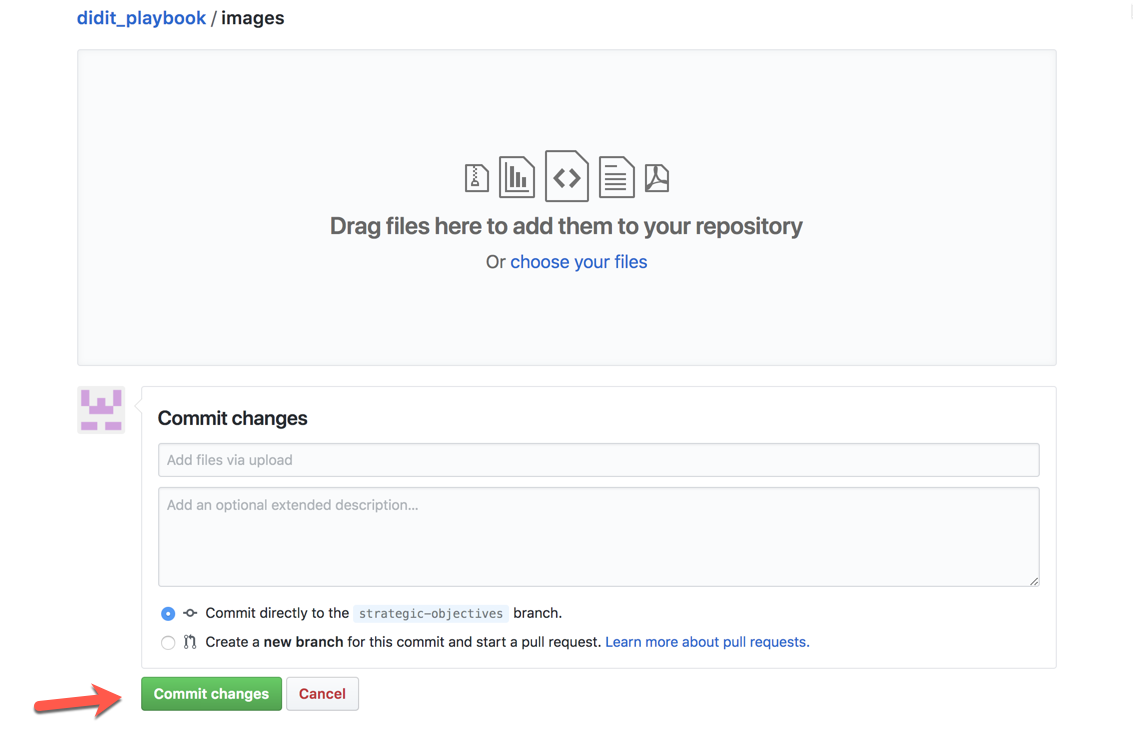 didit_playbook / images
Drag files here to add them to your repository
Or choose your files
Commit changes
Add files via upload
Add an optional extended description...
Commit directly to the strategic-objectives branch.
Create a new branch for this commit and start a pull request. Learn more about pull requests.
Commit changes Cancel